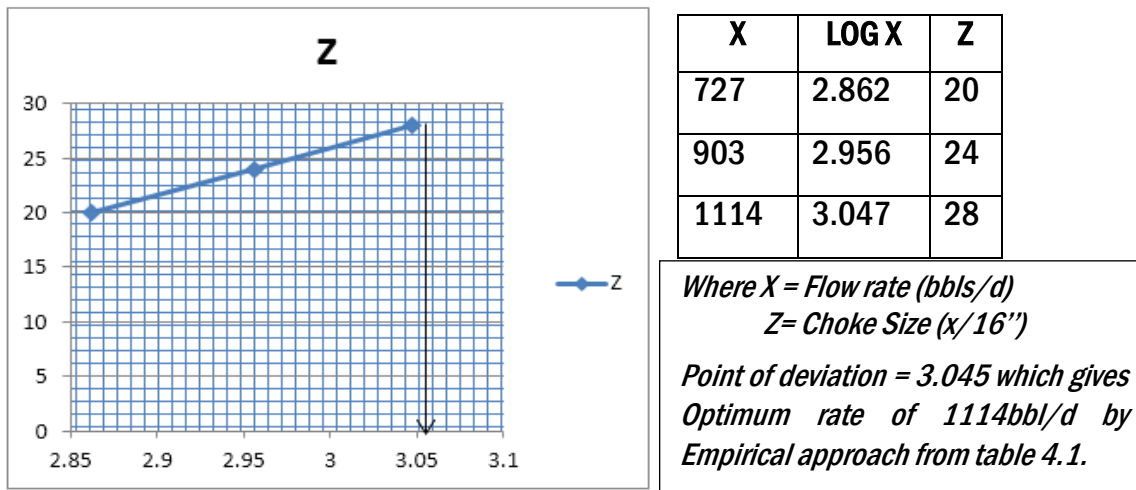 Z
30
25
20
15
10
5
0
2.85 2.9 2.95 3 3.05 3.1
Z
X LOG X Z
727 2.862 20
903 2.956 24
1114 3.047 28
Where X = Flow rate (bbls/d)
Z= Choke Size (x/16’’)
Point of deviation = 3.045 which gives
Optimum rate of 1114bbl/d by
Empirical approach from table 4.1.